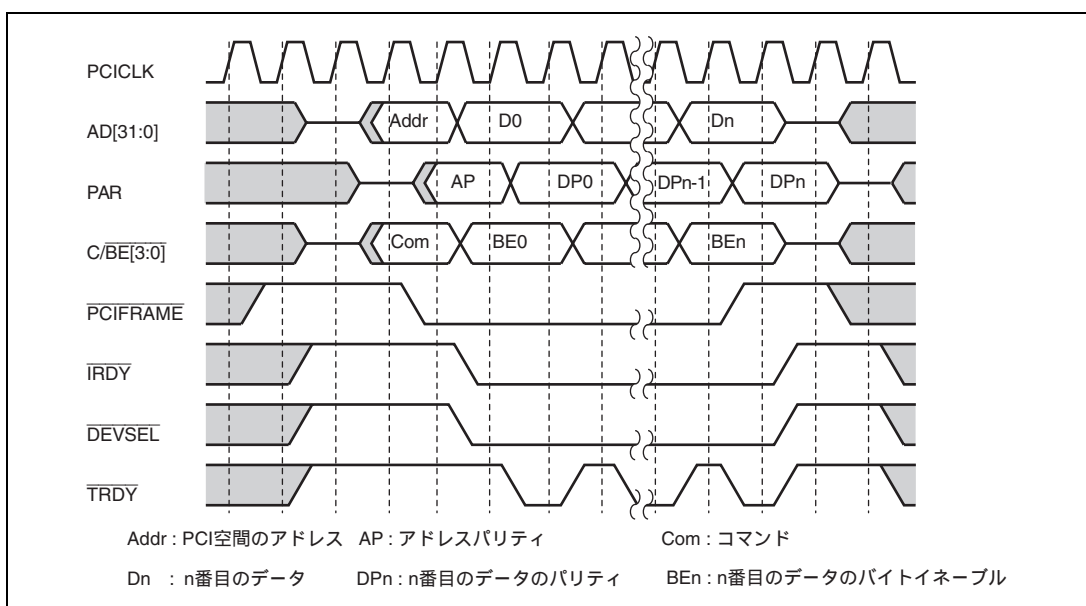 PCICLK
AD[31:0]
Addr
D0
Dn
PAR
AP
DP0
DPn-1
DPn
C/BE[3:0]
Com
BE0
BEn
PCIFRAME
IRDY
DEVSEL
TRDY
Addr : PCI空間のアドレス AP : アドレスパリティ Com : コマンド
Dn : n番目のデータ DPn : n番目のデータのパリティ BEn : n番目のデータのバイトイネーブル